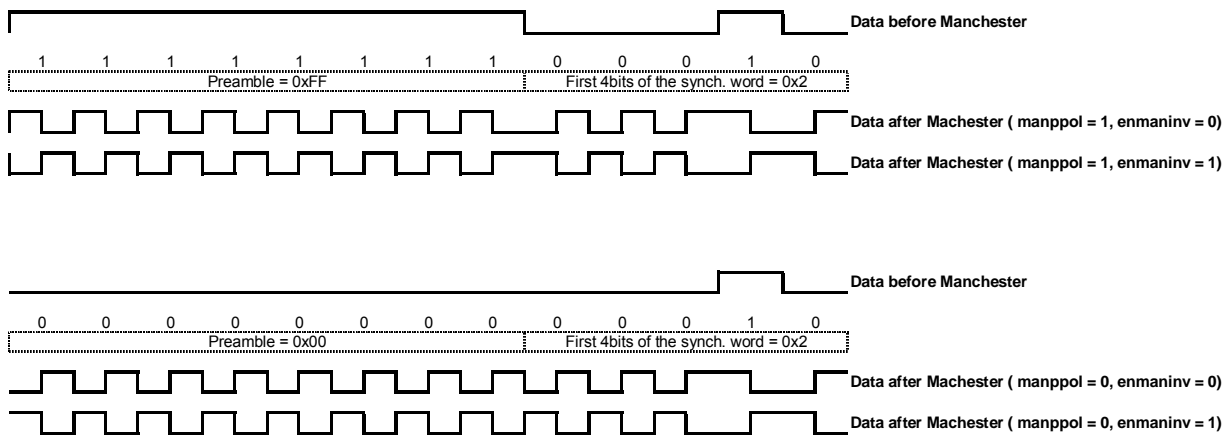 Data before Manchester
1 1 1 1 1 1 1 1 0 0 0 1 0
Preamble = 0xFF First 4bits of the synch. word = 0x2
Data after Machester ( manppol = 1, enmaninv = 0)
Data after Machester ( manppol = 1, enmaninv = 1)
Data before Manchester
0 0 0 0 0 0 0 0 0 0 0 1 0
Preamble = 0x00 First 4bits of the synch. word = 0x2
Data after Machester ( manppol = 0, enmaninv = 0)
Data after Machester ( manppol = 0, enmaninv = 1)